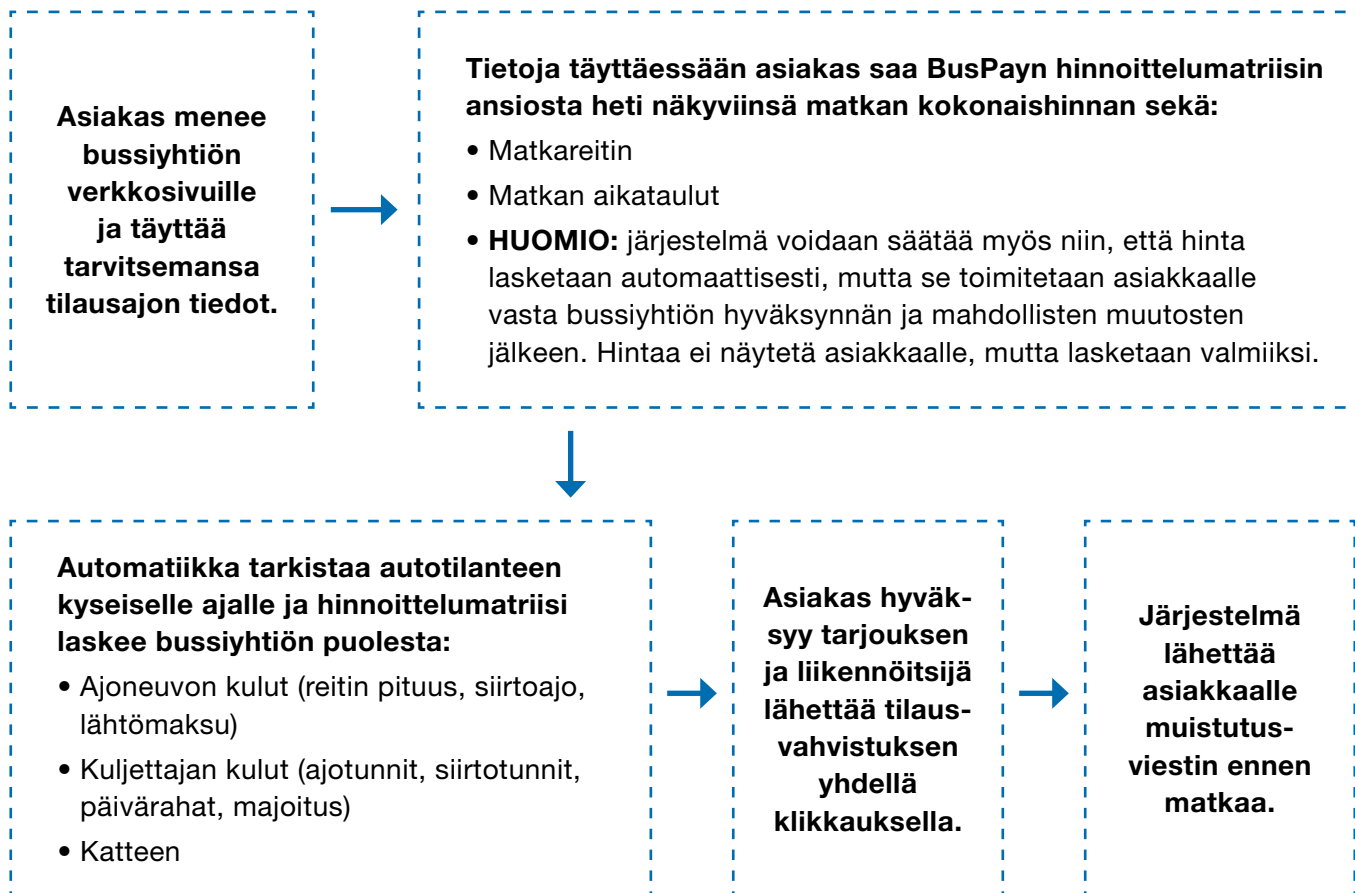 Asiakas menee
bussiyhtiön
verkkosivuille
ja täyttää
tarvitsemansa
tilausajon tiedot.
Tietoja täyttäessään asiakas saa BusPayn hinnoittelumatriisin
ansiosta heti näkyviinsä matkan kokonaishinnan sekä:
• Matkareitin
• Matkan aikataulut
• HUOMIO: järjestelmä voidaan säätää myös niin, että hinta
lasketaan automaattisesti, mutta se toimitetaan asiakkaalle
vasta bussiyhtiön hyväksynnän ja mahdollisten muutosten
jälkeen. Hintaa ei näytetä asiakkaalle, mutta lasketaan valmiiksi.
Automatiikka tarkistaa autotilanteen
kyseiselle ajalle ja hinnoittelumatriisi
laskee bussiyhtiön puolesta:
• Ajoneuvon kulut (reitin pituus, siirtoajo,
lähtömaksu)
• Kuljettajan kulut (ajotunnit, siirtotunnit,
päivärahat, majoitus)
• Katteen
Asiakas hyväk-
syy tarjouksen
ja liikennöitsijä
lähettää tilaus-
vahvistuksen
yhdellä
klikkauksella.
Järjestelmä
lähettää
asiakkaalle
muistutus-
viestin ennen
matkaa.